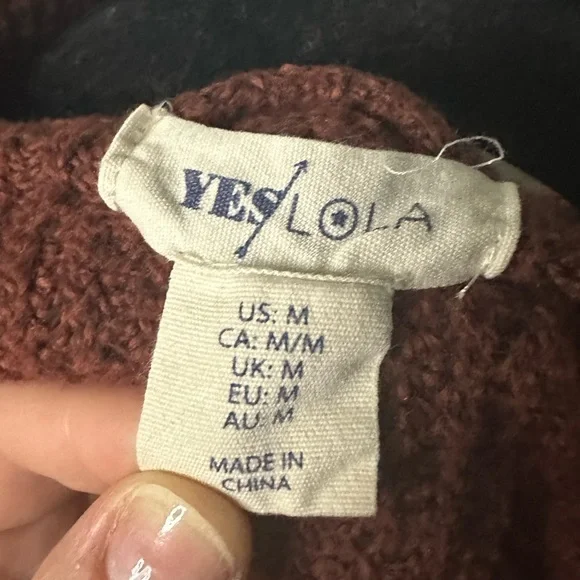 YES/LOLA
US: M
CA: M/M
UK: M
EU: M
AU: M
MADE IN
CHINA